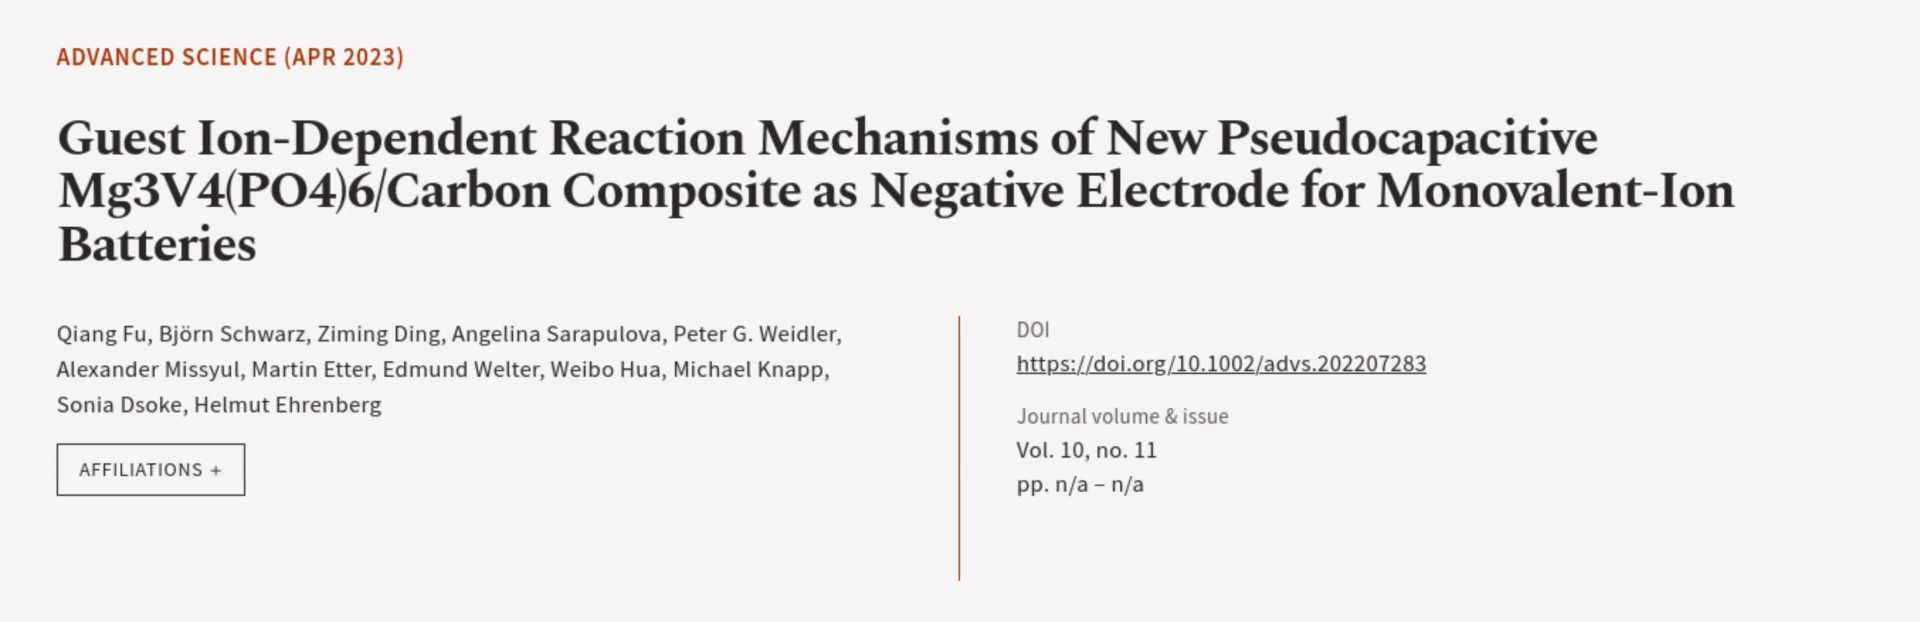 ADVANCED SCIENCE (APR 2023)
Guest Ion-Dependent Reaction Mechanisms of New Pseudocapacitive
Mg3V4(PO4)6/Carbon Composite as Negative Electrode for Monovalent-Ion
Batteries
Qiang Fu, Björn Schwarz, Ziming Ding, Angelina Sarapulova, Peter G. Weidler,
Alexander Missyul, Martin Etter, Edmund Welter, Weibo Hua, Michael Knapp,
Sonia Dsoke, Helmut Ehrenberg
AFFILIATIONS +
DOI
https://doi.org/10.1002/advs.202207283
Journal volume & issue
Vol. 10, no. 11
pp. n/a – n/a